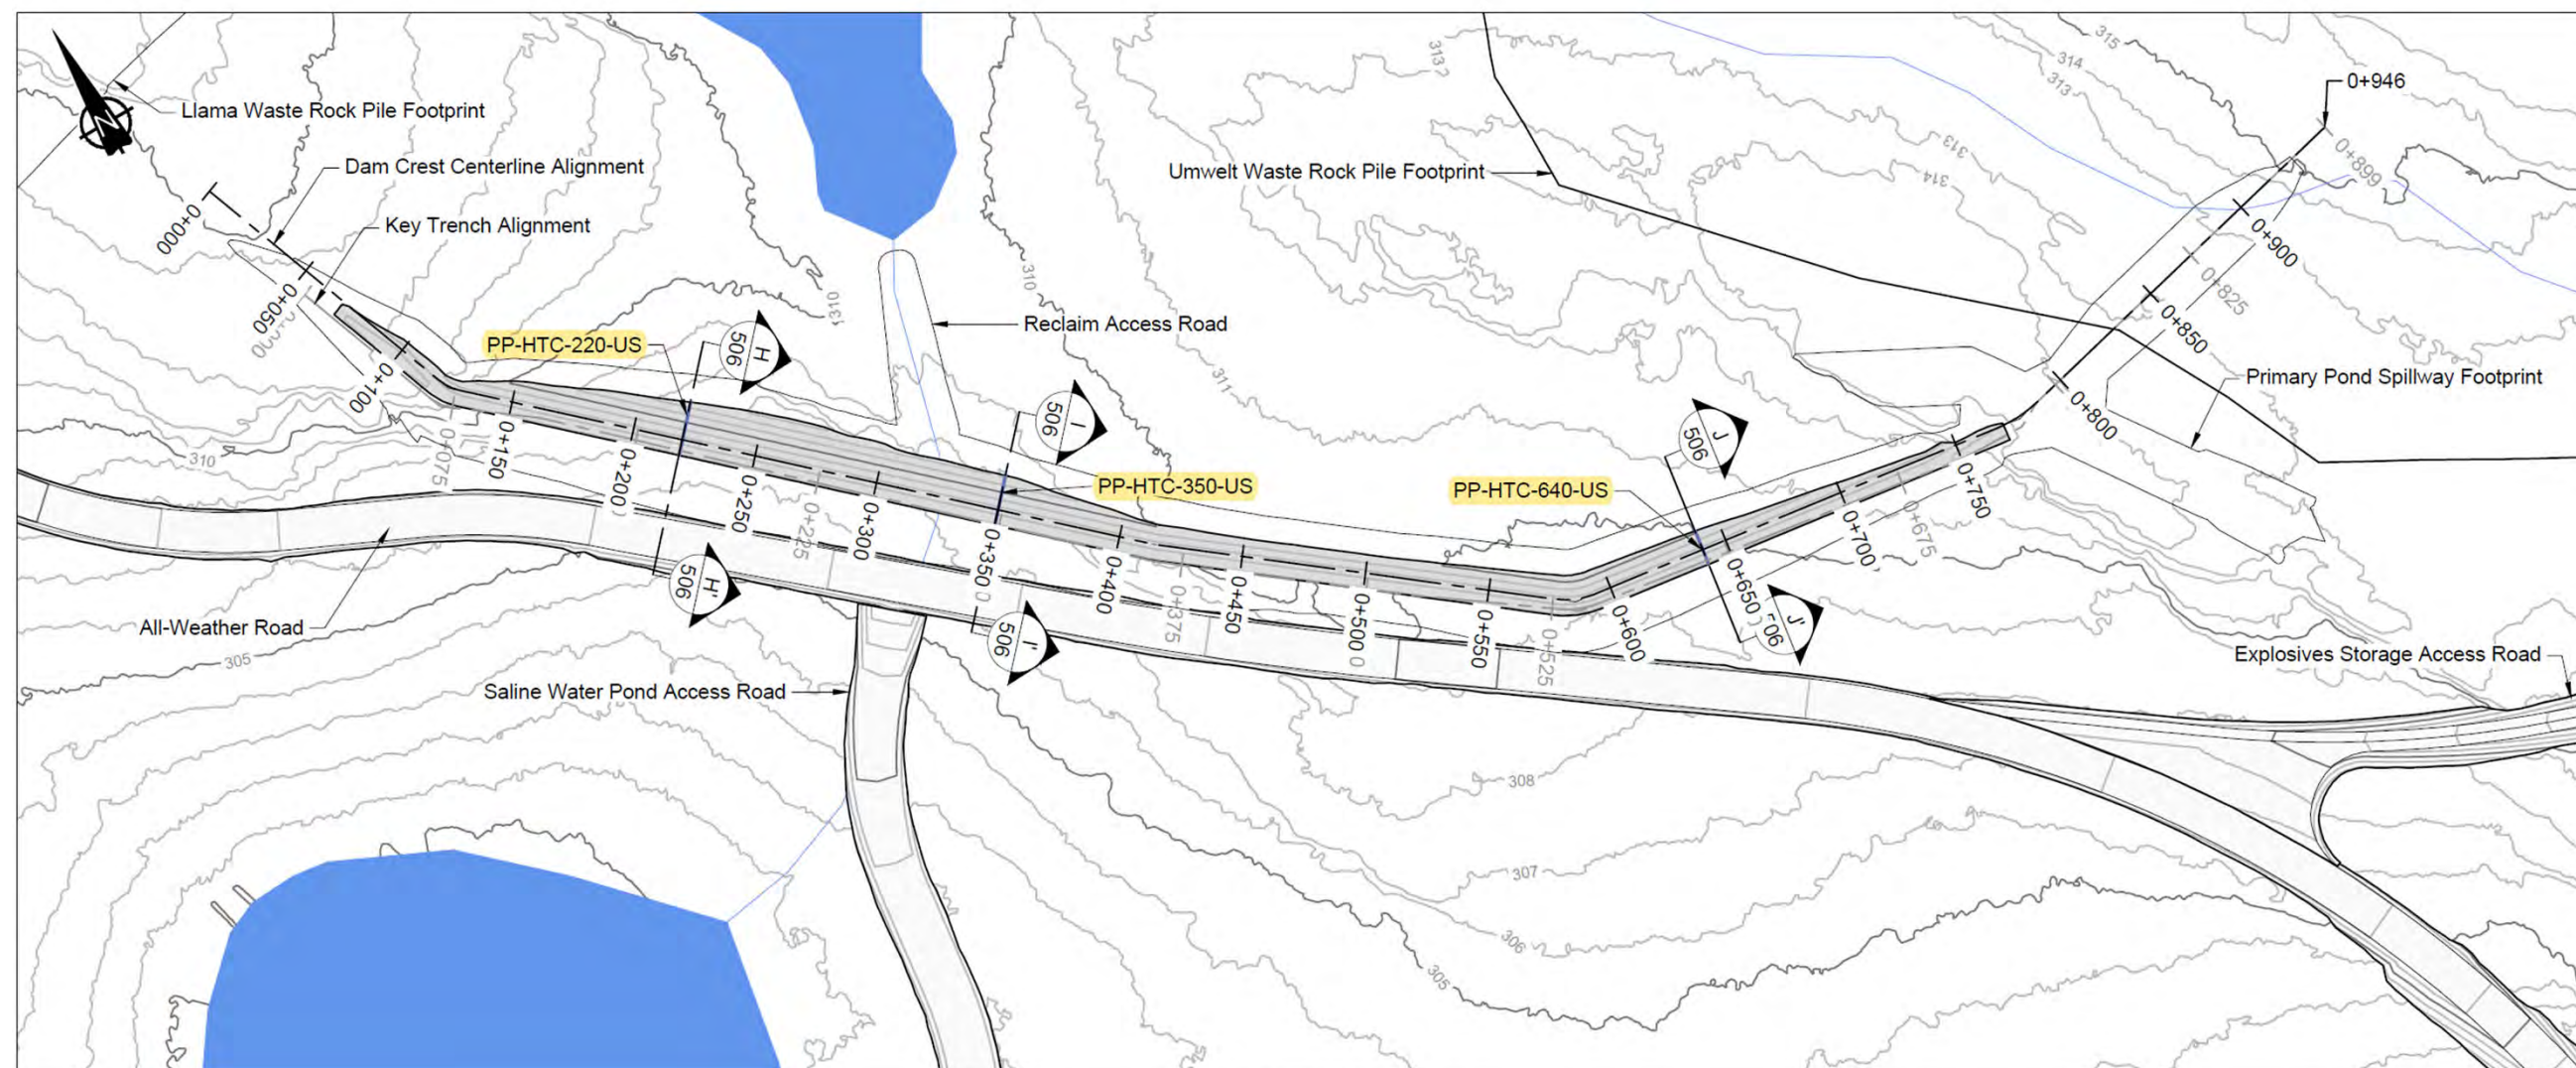 315
313
314
313
0+946
Llama Waste Rock Pile Footprint
N
313
0+899
Dam Crest Centerline Alignment
Umwelt Waste Rock Pile Footprint
314
0+000
Key Trench Alignment
0+900
310
310
0+825
0+050
Reclaim Access Road
0+850
PP-HTC-220-US
H
506
311
Primary Pond Spillway Footprint
0+100
I
506
0+800
J
506
310
0+075
0+150
0+200
0+250
0+225
0+300
PP-HTC-350-US
PP-HTC-640-US
0+750
0+700
0+675
0+350
0+400
0+375
0+450
0+500
0+550
0+525
0+600
0+650
H'
506
J'
I'
506
All-Weather Road
305
Explosives Storage Access Road
Saline Water Pond Access Road
308
307
306
305